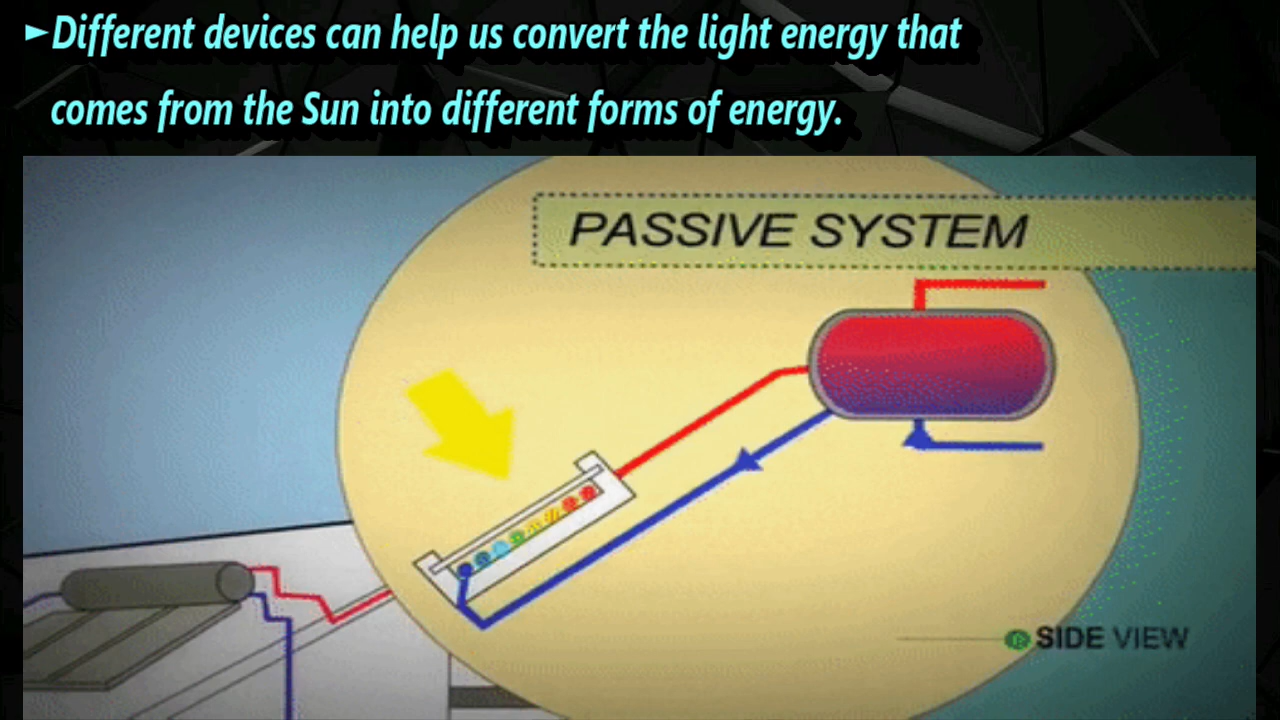 ►Different devices can help us convert the light energy that
comes from the Sun into different forms of energy.
PASSIVE SYSTEM
SIDE VIEW